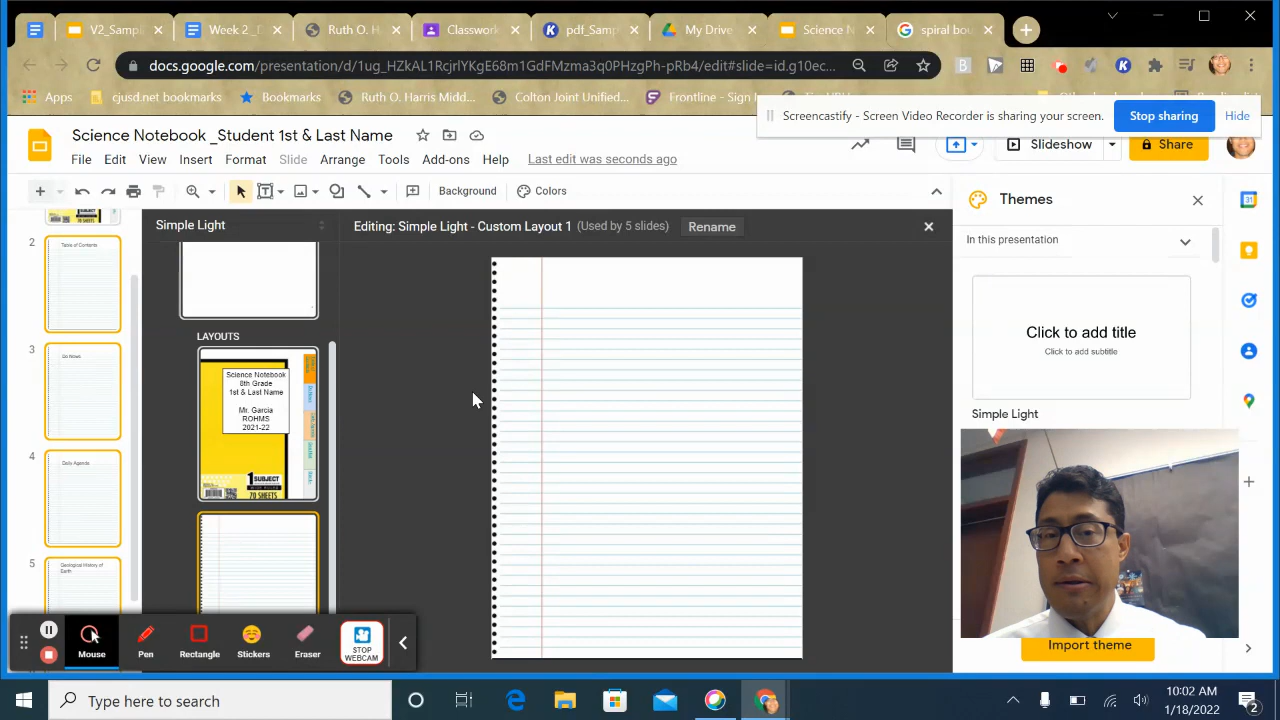 V2_Sampl
Week 2_D
Ruth O. H
Classwork
pdf_Samp
My Drive
Science N
spiral bou
docs.google.com/presentation/d/1ug_HZkAL1RcjrlYKgE68m1GdFMzma3q0PHzgPh-pRb4/edit#slide=id.g10ec...
Apps
cjusd.net bookmarks
Bookmarks
Ruth O. Harris Midd...
Colton Joint Unified...
Frontline - Sign
Screencastify - Screen Video Recorder is sharing your screen.
Stop sharing
Hide
Science Notebook _Student 1st & Last Name
File Edit View Insert Format Slide Arrange Tools Add-ons Help Last edit was seconds ago
Slideshow
Share
Background
Colors
Simple Light
Editing: Simple Light - Custom Layout 1 (Used by 5 slides)
Rename
Themes
In this presentation
Click to add title
Click to add subtitle
Simple Light
Import theme
2
Table of Contents
3
Do Nows
4
Daily Agenda
5
Geological History of
Earth
LAYOUTS
Science Notebook
8th Grade
1st & Last Name
Mr. Garcia
ROHMS
2021-22
1 SUBJECT
70 SHEETS
Mouse
Pen
Rectangle
Stickers
Eraser
STOP
WEBCAM
Type here to search
10:02 AM
1/18/2022
2